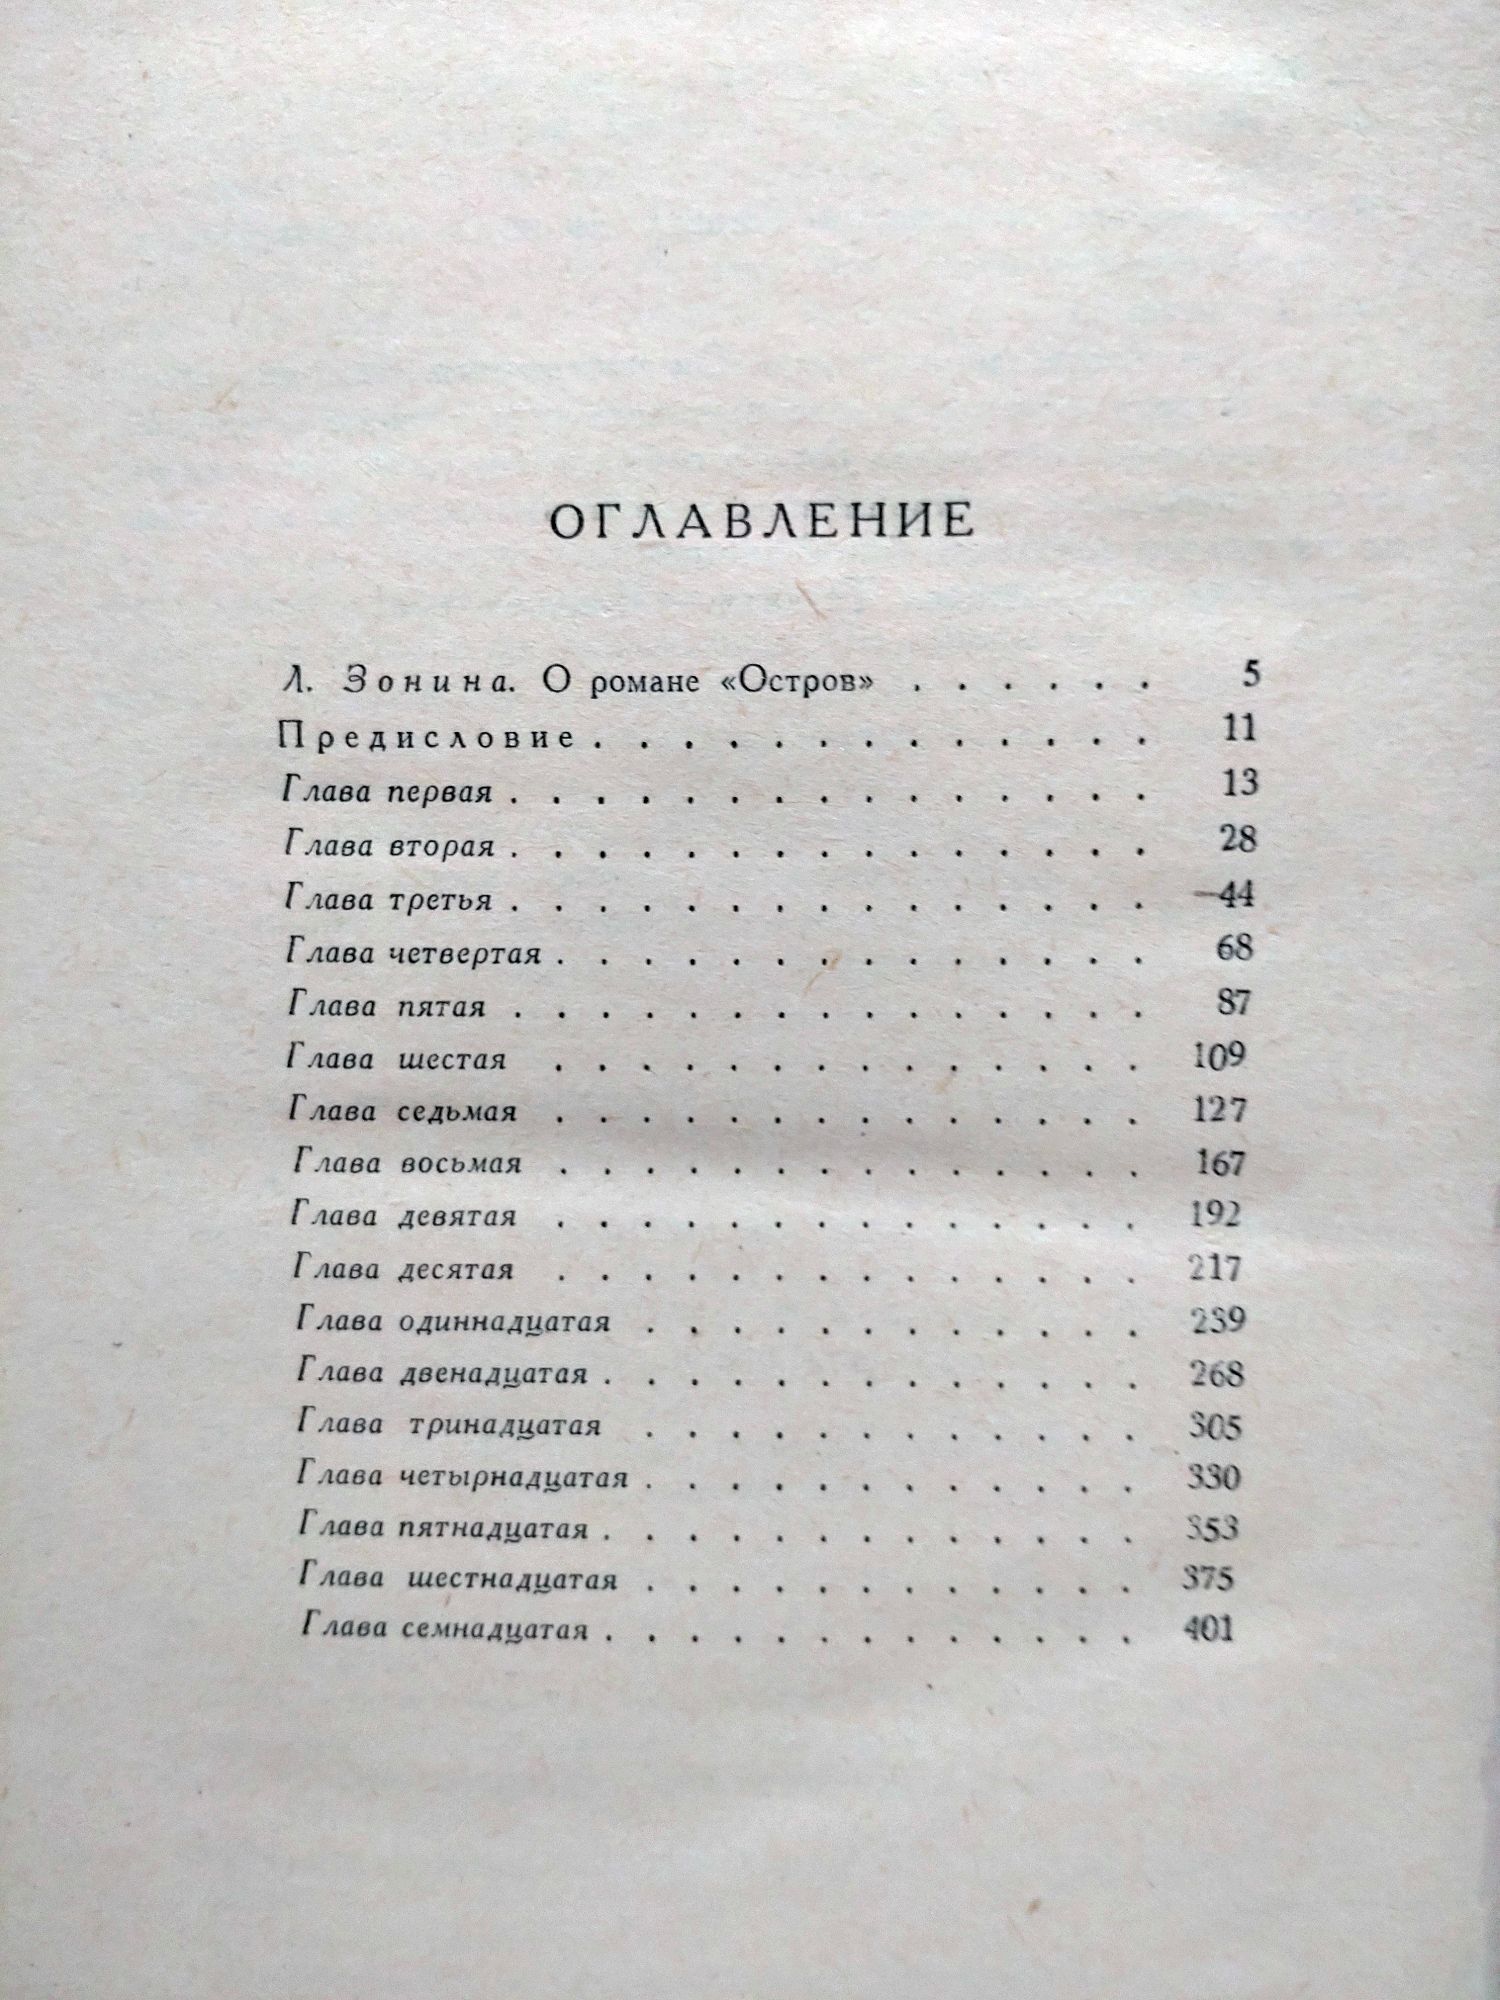 ОГЛАВЛЕНИЕ
Л. Зонина. О романе «Остров» . . . . . . 5
Предисловие . . . . . . . . . . . . . 11
Глава первая . . . . . . . . . . . . . . . 13
Глава вторая . . . . . . . . . . . . . . . 28
Глава третья . . . . . . . . . . . . . . . 44
Глава четвертая . . . . . . . . . . . . . . 68
Глава пятая . . . . . . . . . . . . . . . 87
Глава шестая . . . . . . . . . . . . . . 109
Глава седьмая . . . . . . . . . . . . . . 127
Глава восьмая . . . . . . . . . . . . . . 167
Глава девятая . . . . . . . . . . . . . . 192
Глава десятая . . . . . . . . . . . . . . 217
Глава одиннадцатая . . . . . . . . . . . . 239
Глава двенадцатая . . . . . . . . . . . . . 268
Глава тринадцатая . . . . . . . . . . . . 305
Глава четырнадцатая . . . . . . . . . . . . 330
Глава пятнадцатая . . . . . . . . . . . . . 353
Глава шестнадцатая . . . . . . . . . . . . 375
Глава семнадцатая . . . . . . . . . . . . . 401